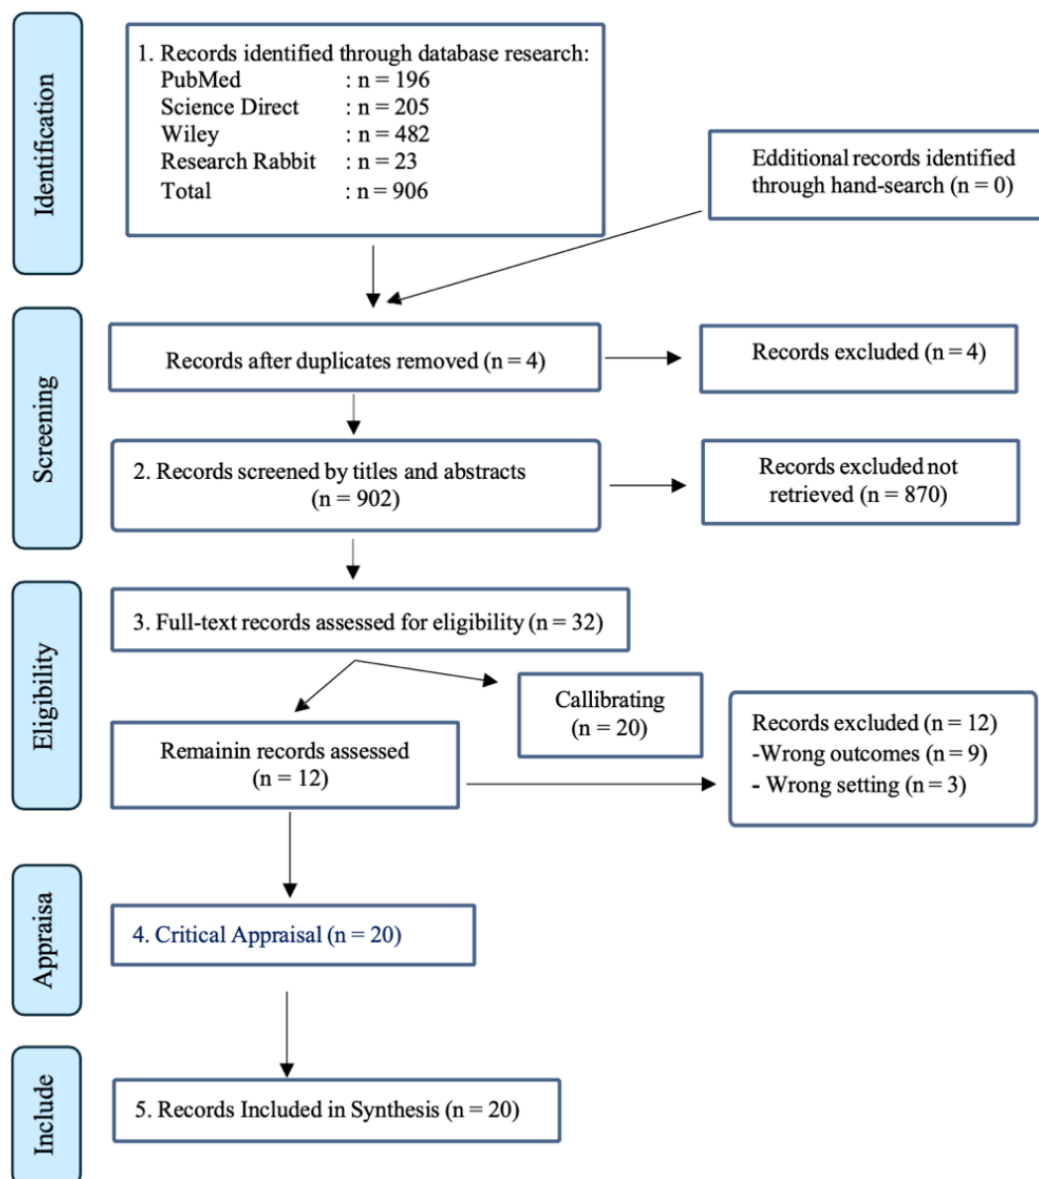 Identification
1. Records identified through database research:
PubMed : n = 196
Science Direct : n = 205
Wiley : n = 482
Research Rabbit : n = 23
Total : n = 906
Edditional records identified
through hand-search (n = 0)
Screening
Records after duplicates removed (n = 4)
Records excluded (n = 4)
2. Records screened by titles and abstracts
(n = 902)
Records excluded not
retrieved (n = 870)
Eligibility
3. Full-text records assessed for eligibility (n = 32)
Callibrating
(n = 20)
Remainin records assessed
(n = 12)
Records excluded (n = 12)
-Wrong outcomes (n = 9)
- Wrong setting (n = 3)
Appraisa
4. Critical Appraisal (n = 20)
Include
5. Records Included in Synthesis (n = 20)